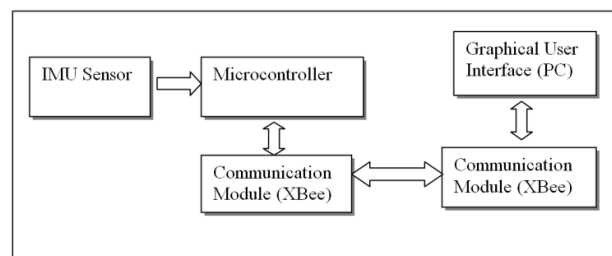 IMU Sensor
Microcontroller
Graphical User
Interface (PC)
Communication
Module (XBee)
Communication
Module (XBee)